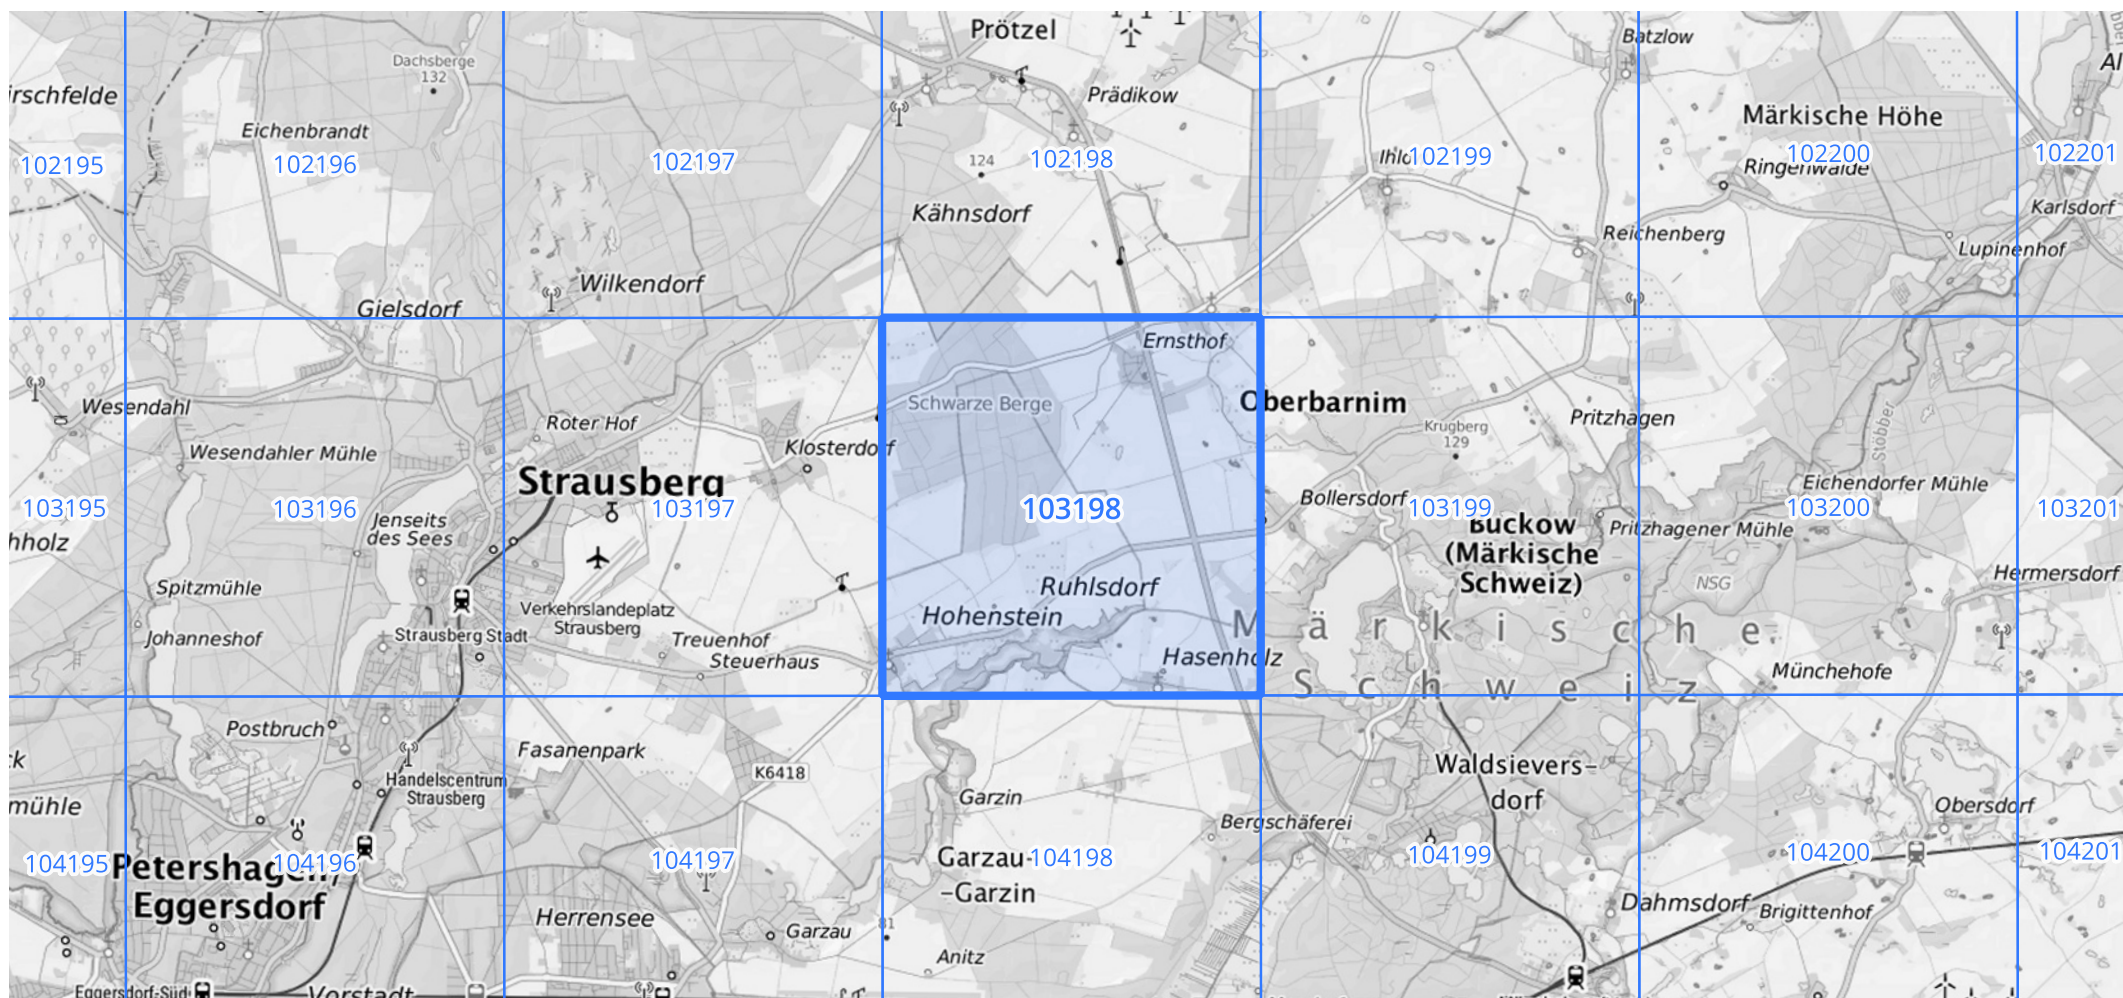 Prötzel
Batzlow
Dachsberge
132
Prädikow
Märkische Höhe
Eichenbrandt
102195
102196
102197
124
102198
102199
102200
102201
Ringenwalde
Kähnsdorf
Karlsdorf
Reichenberg
Lupinenhof
Wilkendorf
Gielsdorf
Ernsthof
Oberbarnim
Schwarze Berge
Wesendahl
Roter Hof
Krugberg
129
Pritzhagen
Stöbber
Klosterdorf
Wesendahler Mühle
Strausberg
Eichendorfer Mühle
Bollersdorf
103195
103196
103197
103198
103199
103200
103201
Jenseits
des Sees
Buckow
(Märkische
Schweiz)
Pritzhagener Mühle
Hermersdorf
NSG
Spitzmühle
Ruhlsdorf
Hohenstein
Verkehrslandeplatz
Strausberg
Johanneshof
Strausberg Stadt
Treuenhof
Steuerhaus
Märkische
Schweiz
Hasenholz
Münchehofe
Postbruch
Fasanenpark
K6418
Handelscentrum
Strausberg
Waldsievers-
dorf
Garzin
Obersdorf
Bergschäferei
104195
104196
104197
104198
104199
104200
104201
Petershagen/
Eggersdorf
Garzau-
-Garzin
Herrensee
Garzau
81
Dahmsdorf
Brigittenhof
Anitz
Eggersdorf-Süd
Vorstadt